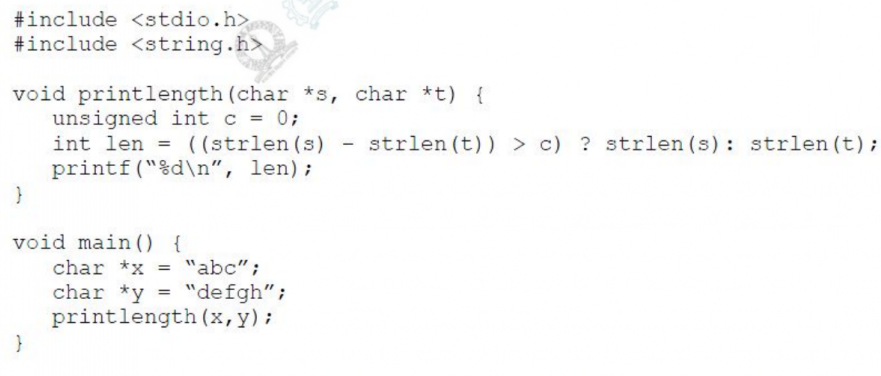 #include <stdio.h>
#include <string.h>
void printlength(char *s, char *t) {
unsigned int c = 0;
int len = ((strlen(s) - strlen(t)) > c) ? strlen(s): strlen(t);
printf(“%d\n”, len);
}
void main() {
char *x = “abc”;
char *y = “defgh”;
printlength(x,y);
}